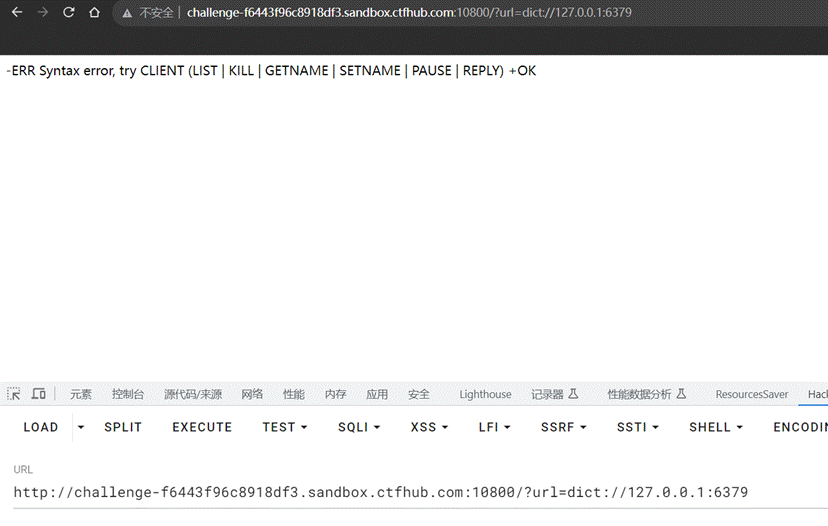 不安全 | challenge-f6443f96c8918df3.sandbox.ctfhub.com:10800/?url=dict://127.0.0.1:6379
-ERR Syntax error, try CLIENT (LIST | KILL | GETNAME | SETNAME | PAUSE | REPLY) +OK
元素 控制台 源代码/来源 网络 性能 内存 应用 安全 Lighthouse 记录器 性能数据分析 ResourcesSaver Hac
LOAD SPLIT EXECUTE TEST SQLI XSS LFI SSRF SSTI SHELL ENCODIN
URL
http://challenge-f6443f96c8918df3.sandbox.ctfhub.com:10800/?url=dict://127.0.0.1:6379